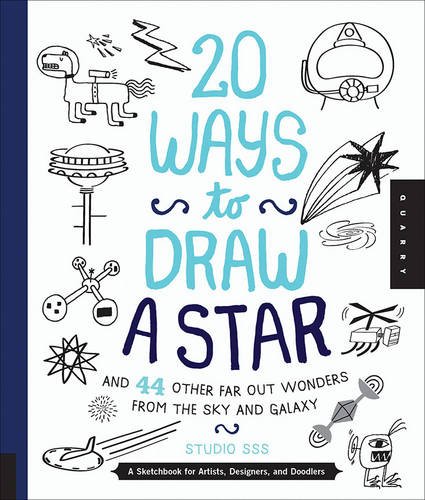 20
WAYS
to
DRAW
A STAR
AND 44 OTHER FAR OUT WONDERS
FROM THE SKY AND GALAXY
STUDIO SSS
A Sketchbook for Artists, Designers, and Doodlers
QUARRY